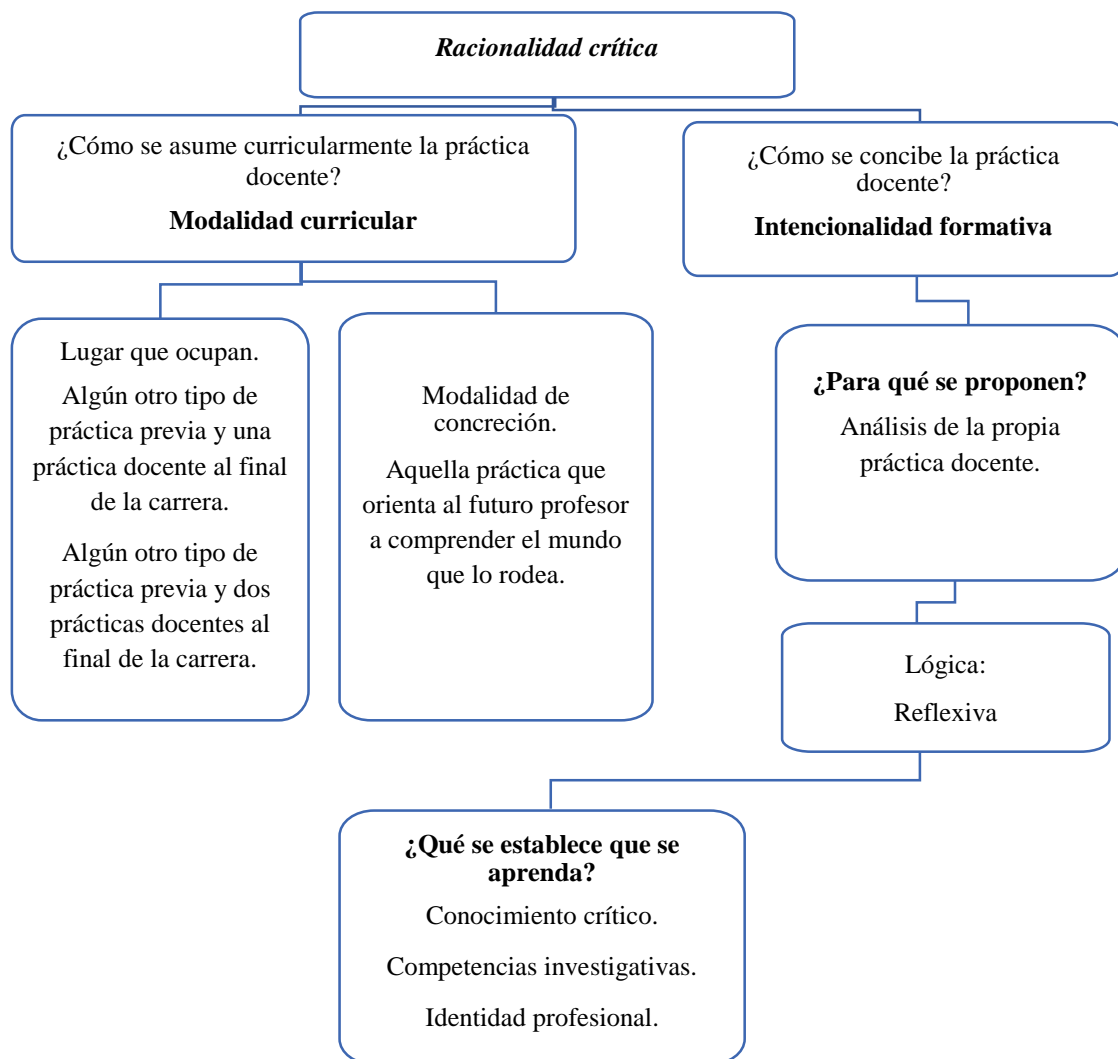 Racionalidad crítica
¿Cómo se asume curricularmente la práctica
docente?
Modalidad curricular
¿Cómo se concibe la práctica
docente?
Intencionalidad formativa
Lugar que ocupan.
Algún otro tipo de
práctica previa y una
práctica docente al final
de la carrera.
Algún otro tipo de
práctica previa y dos
prácticas docentes al
final de la carrera.
Modalidad de
concreción.
Aquella práctica que
orienta al futuro profesor
a comprender el mundo
que lo rodea.
¿Para qué se proponen?
Análisis de la propia
práctica docente.
Lógica:
Reflexiva
¿Qué se establece que se
aprenda?
Conocimiento crítico.
Competencias investigativas.
Identidad profesional.